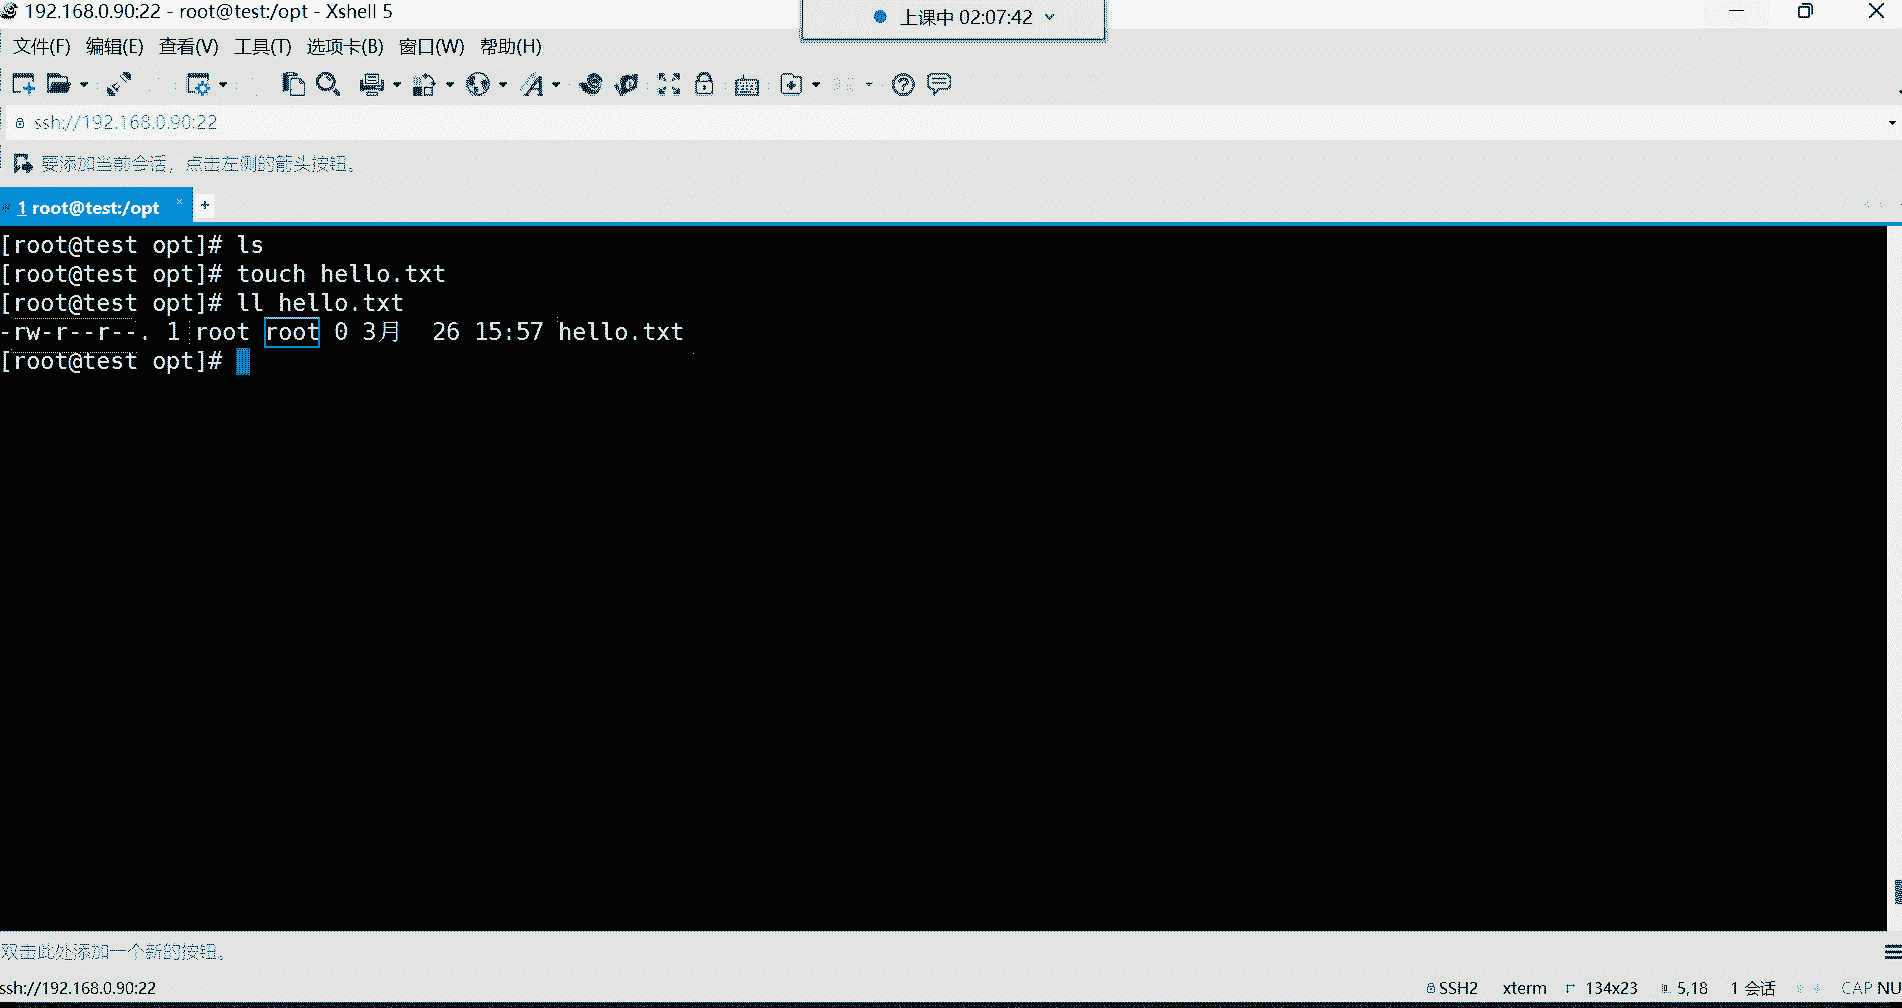 192.168.0.90:22 - root@test:/opt - Xshell 5
上课中 02:07:42
文件(F) 编辑(E) 查看(V) 工具(T) 选项卡(B) 窗口(W) 帮助(H)
ssh://192.168.0.90:22
要添加当前会话，点击左侧的箭头按钮。
1 root@test:/opt × +
[root@test opt]# ls
[root@test opt]# touch hello.txt
[root@test opt]# ll hello.txt
-rw-r--r--. 1 root root 0 3月  26 15:57 hello.txt
[root@test opt]#
双击此处添加一个新的按钮。
ssh://192.168.0.90:22 SSH2 xterm 134x23 5,18 1 会话 CAP NU